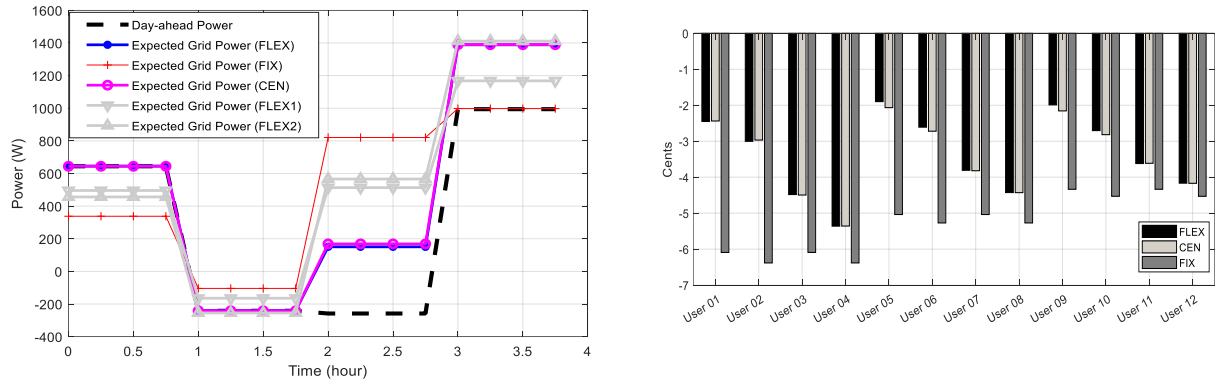 1600
1400
1200
1000
800
600
400
200
0
-200
-400
Power (W)
Day-ahead Power
Expected Grid Power (FLEX)
Expected Grid Power (FIX)
Expected Grid Power (CEN)
Expected Grid Power (FLEX1)
Expected Grid Power (FLEX2)
0 0.5 1 1.5 2 2.5 3 3.5 4
Time (hour)
0
-1
-2
-3
-4
-5
-6
-7
Cents
FLEX
CEN
FIX
User 01 User 02 User 03 User 04 User 05 User 06 User 07 User 08 User 09 User 10 User 11 User 12